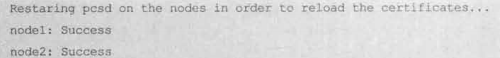 Restaring pcsd on the nodes in order to reload the certificates...
node1: Success
node2: Success